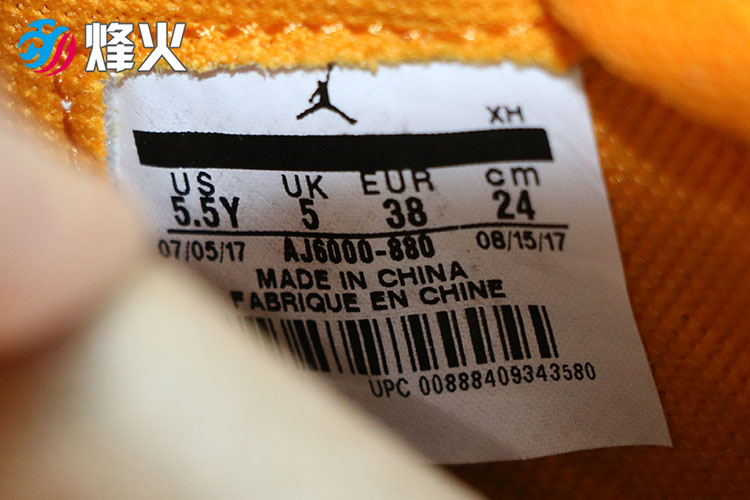 烽火
XH
US UK EUR cm
5.5Y 5 38 24
07/05/17 AJ6000-880 08/15/17
MADE IN CHINA
FABRIQUE EN CHINE
UPC 00888409343580